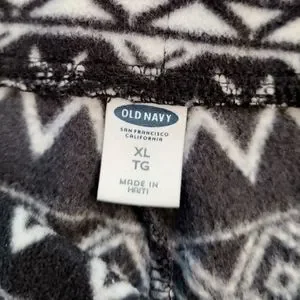 OLD NAVY
SAN FRANCISCO
CALIFORNIA
XL
TG
MADE IN
HAITI